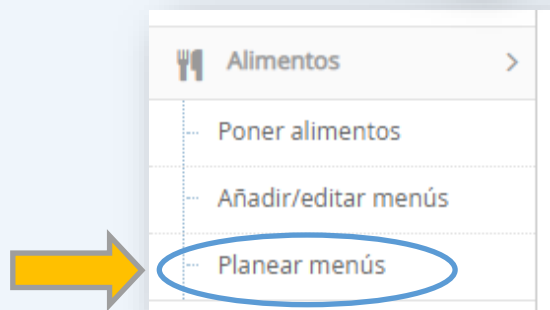 Alimentos
Poner alimentos
Añadir/editar menús
Planear menús